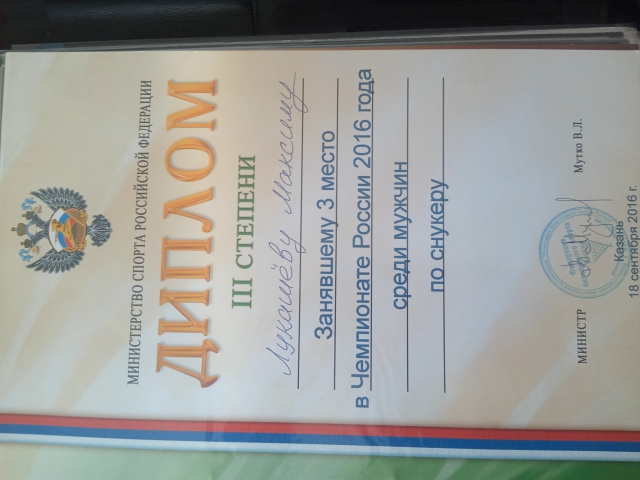 МИНИСТЕРСТВО СПОРТА РОССИЙСКОЙ ФЕДЕРАЦИИ
ДИПЛОМ
III СТЕПЕНИ
Лукашёву Максиму
Занявшему 3 место
в Чемпионате России 2016 года
среди мужчин
по снукеру
МИНИСТР Мутко В.Л.
Казань
18 сентября 2016 г.